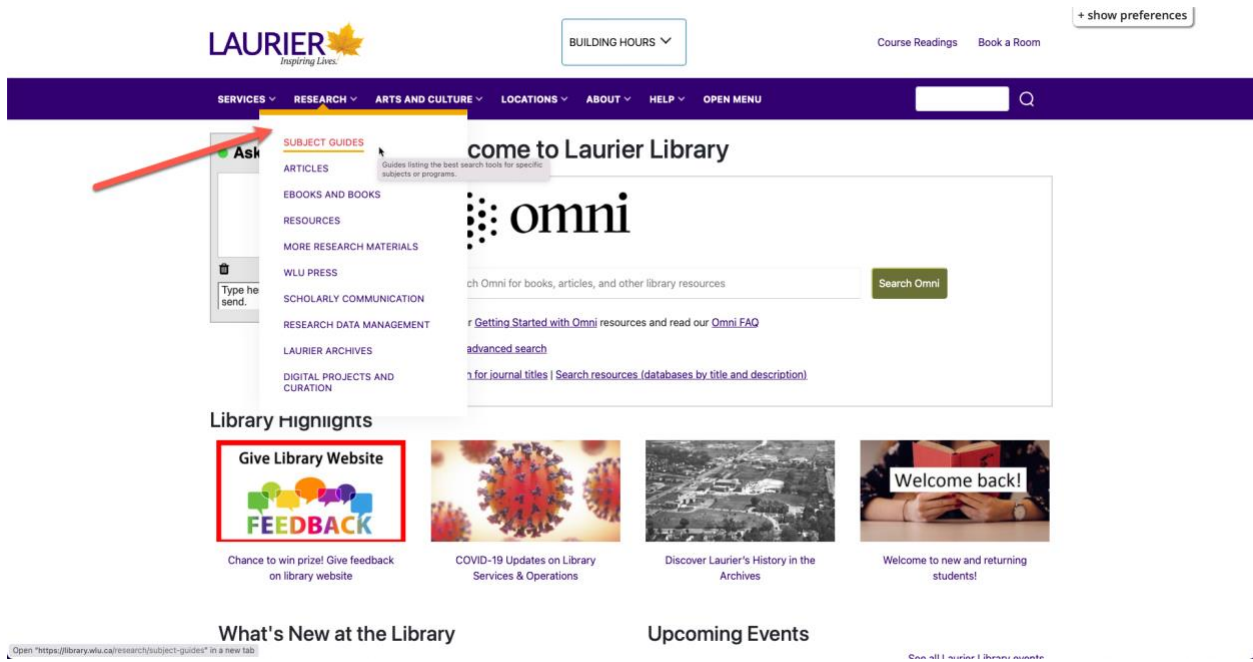 + show preferences
LAURIER
Inspiring Lives.
BUILDING HOURS
Course Readings Book a Room
SERVICES RESEARCH ARTS AND CULTURE LOCATIONS ABOUT HELP OPEN MENU
SUBJECT GUIDES
Guides listing the best search tools for specific
subjects or programs.
ARTICLES
EBOOKS AND BOOKS
RESOURCES
MORE RESEARCH MATERIALS
WLU PRESS
SCHOLARLY COMMUNICATION
RESEARCH DATA MANAGEMENT
LAURIER ARCHIVES
DIGITAL PROJECTS AND
CURATION
Ask
Type he
send.
come to Laurier Library
omni
ch Omni for books, articles, and other library resources
Search Omni
r Getting Started with Omni resources and read our Omni FAQ
advanced search
for journal titles | Search resources (databases by title and description)
Library Highlights
Give Library Website
FEEDBACK
Welcome back!
Chance to win prize! Give feedback
on library website
COVID-19 Updates on Library
Services & Operations
Discover Laurier's History in the
Archives
Welcome to new and returning
students!
What's New at the Library
Upcoming Events
See all Laurier Library events
Open "https://library.wlu.ca/research/subject-guides" in a new tab